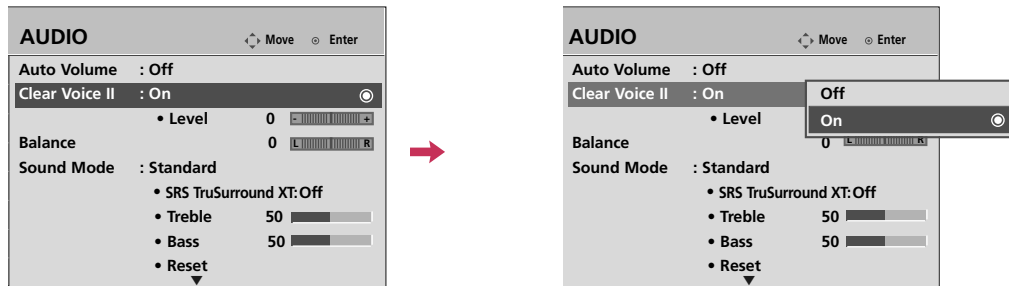 AUDIO Move Enter
Auto Volume : Off
Clear Voice II : On
• Level 0 - +
Balance 0 L R
Sound Mode : Standard
• SRS TruSurround XT: Off
• Treble 50
• Bass 50
• Reset
AUDIO Move Enter
Auto Volume : Off
Clear Voice II : On
Off
On
• Level
Balance 0 L R
Sound Mode : Standard
• SRS TruSurround XT: Off
• Treble 50
• Bass 50
• Reset